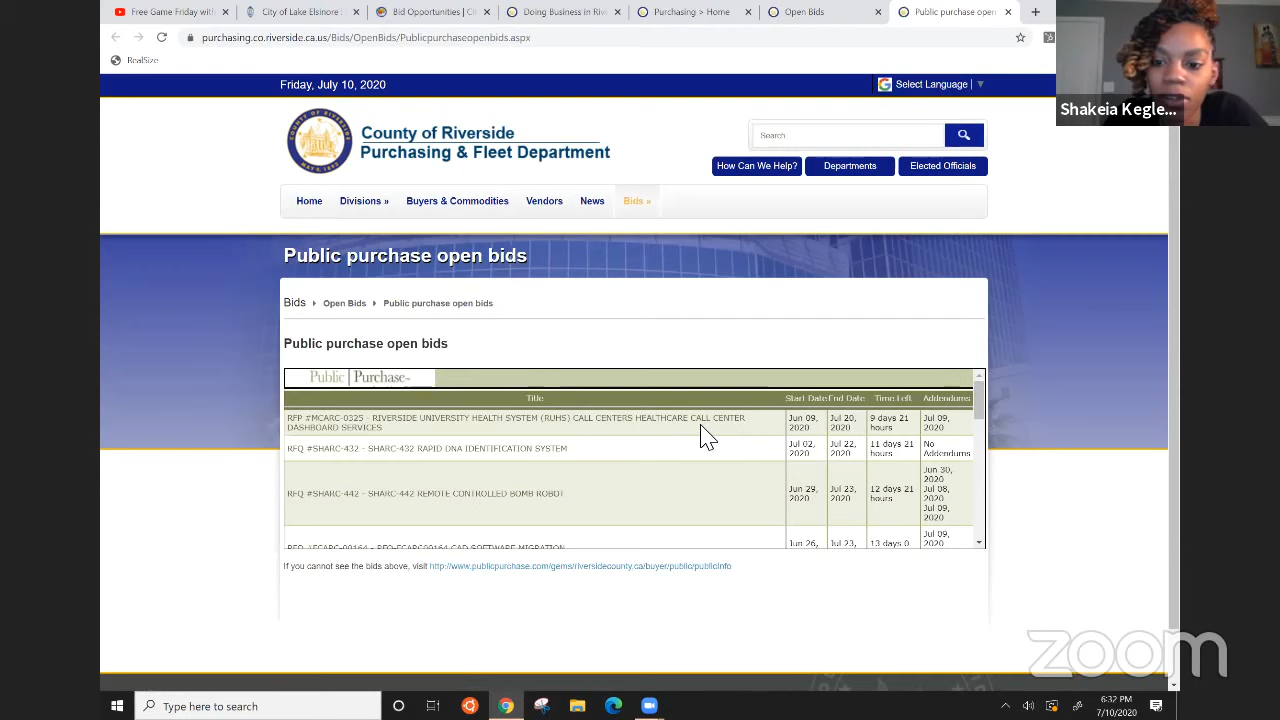 Free Game Friday with
City of Lake Elsinore
Bid Opportunities | Ci
Doing Business in Rive
Purchasing > Home
Open Bids
Public purchase open
purchasing.co.riverside.ca.us/Bids/OpenBids/Publicpurchaseopenbids.aspx
RealSize
Shakeia Kegle...
Friday, July 10, 2020
Select Language
County of Riverside
Purchasing & Fleet Department
Search
How Can We Help?
Departments
Elected Officials
Home
Divisions »
Buyers & Commodities
Vendors
News
Bids »
Public purchase open bids
Bids
Open Bids
Public purchase open bids
Public purchase open bids
Public Purchase
Title Start Date End Date Time Left Addendums
RFP #MCARC-0325 - RIVERSIDE UNIVERSITY HEALTH SYSTEM (RUHS) CALL CENTERS HEALTHCARE CALL CENTER
DASHBOARD SERVICES
Jun 09,
2020
Jul 20,
2020
9 days 21
hours
Jul 09,
2020
RFQ #SHARC-432 - SHARC-432 RAPID DNA IDENTIFICATION SYSTEM
Jul 02,
2020
Jul 22,
2020
11 days 21
hours
No
Addendums
RFQ #SHARC-442 - SHARC-442 REMOTE CONTROLLED BOMB ROBOT
Jun 29,
2020
Jul 23,
2020
12 days 21
hours
Jun 30,
2020
Jul 08,
2020
Jul 09,
2020
RFQ #FCARC-00164 - RFQ-FCARC00164 CAD SOFTWARE MIGRATION
Jun 26,
Jul 23,
13 days 0
Jul 09,
2020
If you cannot see the bids above, visit http://www.publicpurchase.com/gems/riversidecounty,ca/buyer/public/publicInfo
zoom
Type here to search
6:32 PM
7/10/2020